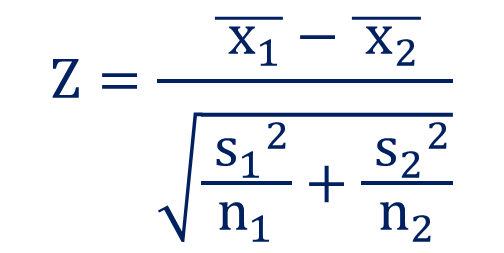 Z = (x̅₁ − x̅₂) / √(s₁²/n₁ + s₂²/n₂)